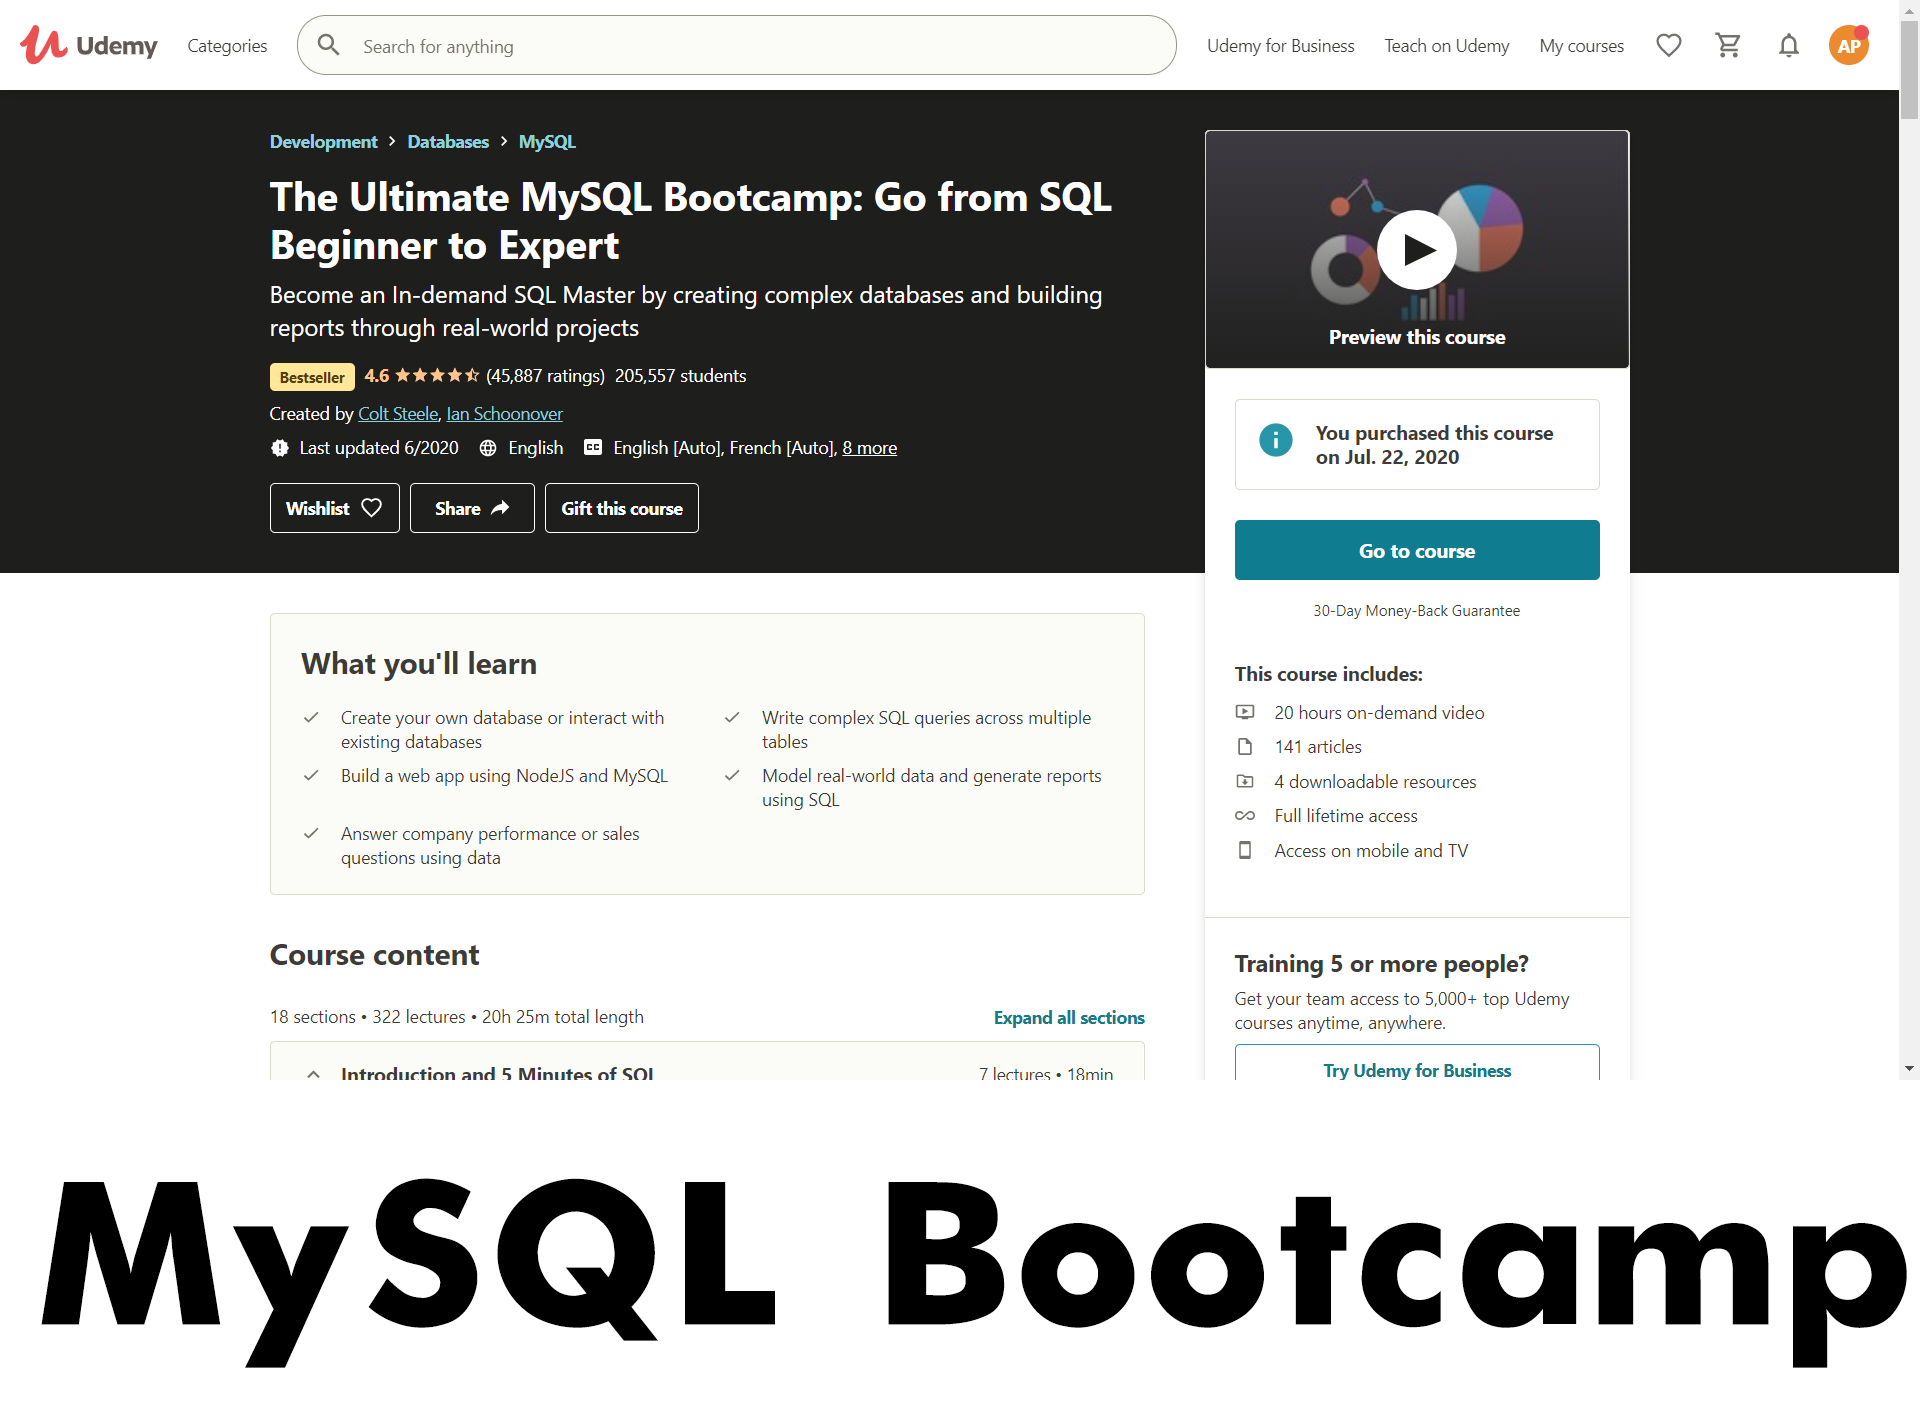 Udemy
Categories
Search for anything
Udemy for Business
Teach on Udemy
My courses
AP
Development > Databases > MySQL
The Ultimate MySQL Bootcamp: Go from SQL
Beginner to Expert
Become an In-demand SQL Master by creating complex databases and building
reports through real-world projects
Bestseller 4.6 (45,887 ratings) 205,557 students
Created by Colt Steele, Ian Schoonover
Last updated 6/2020 English CC English [Auto], French [Auto], 8 more
Wishlist Share Gift this course
Preview this course
You purchased this course
on Jul. 22, 2020
Go to course
30-Day Money-Back Guarantee
This course includes:
20 hours on-demand video
141 articles
4 downloadable resources
Full lifetime access
Access on mobile and TV
Training 5 or more people?
Get your team access to 5,000+ top Udemy
courses anytime, anywhere.
Try Udemy for Business
What you'll learn
Create your own database or interact with
existing databases
Write complex SQL queries across multiple
tables
Build a web app using NodeJS and MySQL
Model real-world data and generate reports
using SQL
Answer company performance or sales
questions using data
Course content
18 sections • 322 lectures • 20h 25m total length
Expand all sections
Introduction and 5 Minutes of SQL
7 lectures • 18min
MySQL Bootcamp